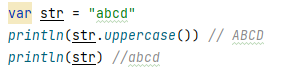 var str = "abcd"
println(str.uppercase()) // ABCD
println(str) //abcd